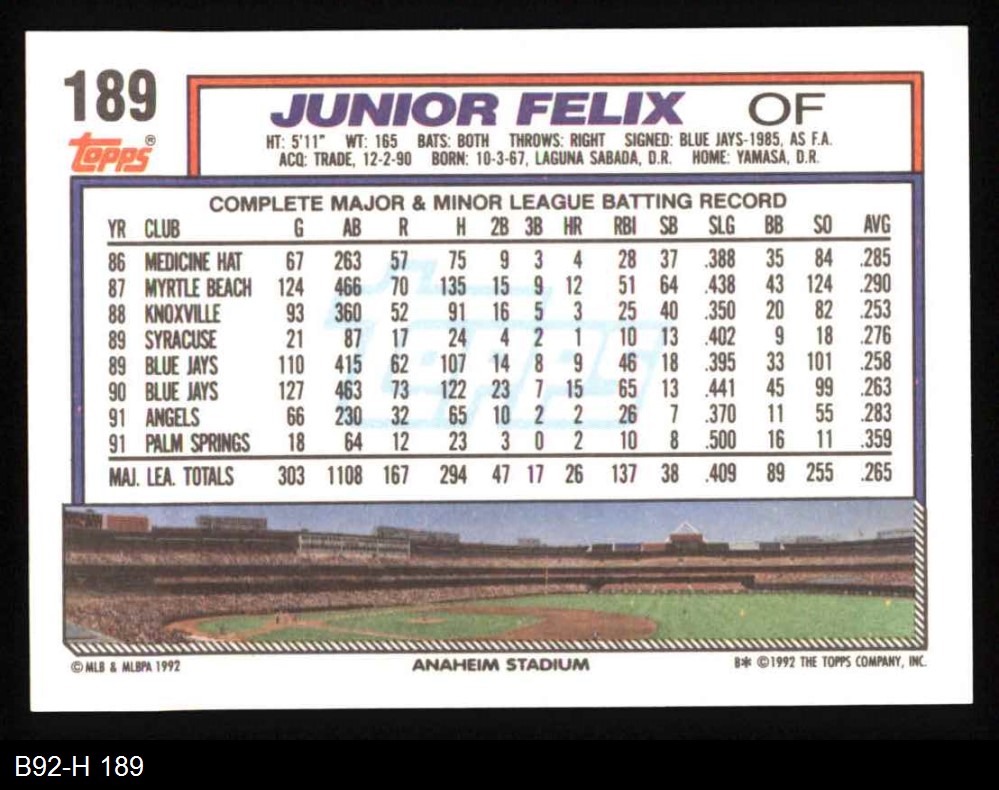 189
Topps®
JUNIOR FELIX OF
HT: 5'11" WT: 165 BATS: BOTH THROWS: RIGHT SIGNED: BLUE JAYS-1985, AS F.A.
ACQ: TRADE, 12-2-90 BORN: 10-3-67, LAGUNA SABADA, D.R. HOME: YAMASA, D.R.
COMPLETE MAJOR & MINOR LEAGUE BATTING RECORD
YR CLUB G AB R H 2B 3B HR RBI SB SLG BB SO AVG
86 MEDICINE HAT 67 263 57 75 9 3 4 28 37 .388 35 84 .285
87 MYRTLE BEACH 124 466 70 135 15 9 12 51 64 .438 43 124 .290
88 KNOXVILLE 93 360 52 91 16 5 3 25 40 .350 20 82 .253
89 SYRACUSE 21 87 17 24 4 2 1 10 13 .402 9 18 .276
89 BLUE JAYS 110 415 62 107 14 8 9 46 18 .395 33 101 .258
90 BLUE JAYS 127 463 73 122 23 7 15 65 13 .441 45 99 .263
91 ANGELS 66 230 32 65 10 2 2 26 7 .370 11 55 .283
91 PALM SPRINGS 18 64 12 23 3 0 2 10 8 .500 16 11 .359
MAJ. LEA. TOTALS 303 1108 167 294 47 17 26 137 38 .409 89 255 .265
© MLB & MLBPA 1992 ANAHEIM STADIUM B* © 1992 THE TOPPS COMPANY, INC.
B92-H 189